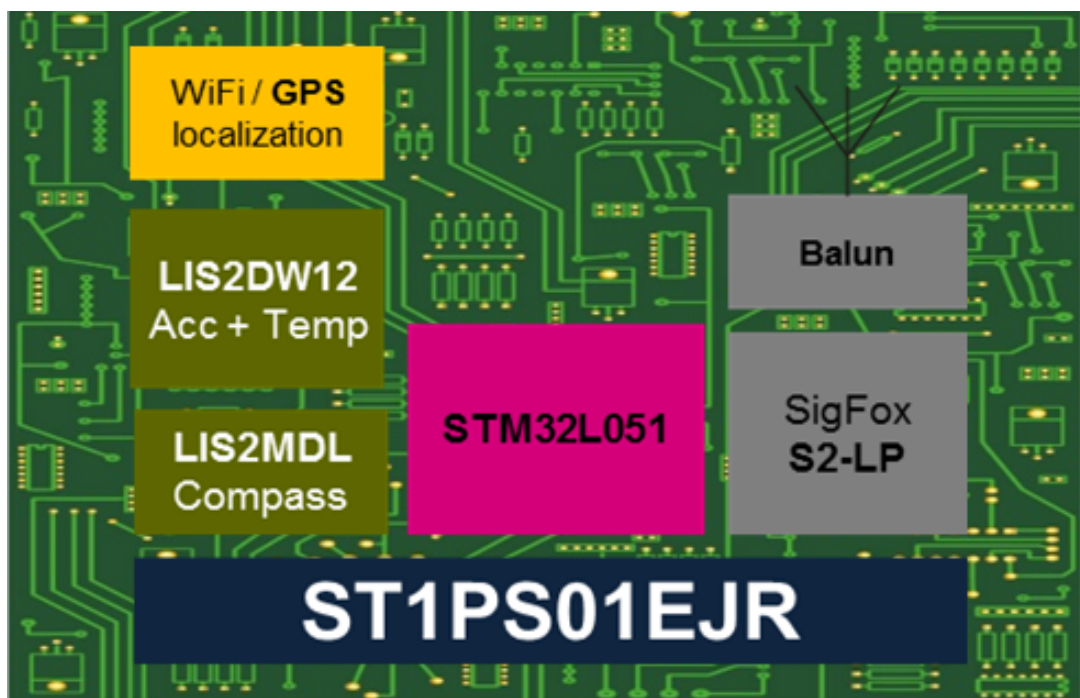 WiFi / GPS
localization
LIS2DW12
Acc + Temp
LIS2MDL
Compass
STM32L051
Balun
SigFox
S2-LP
ST1PS01EJR